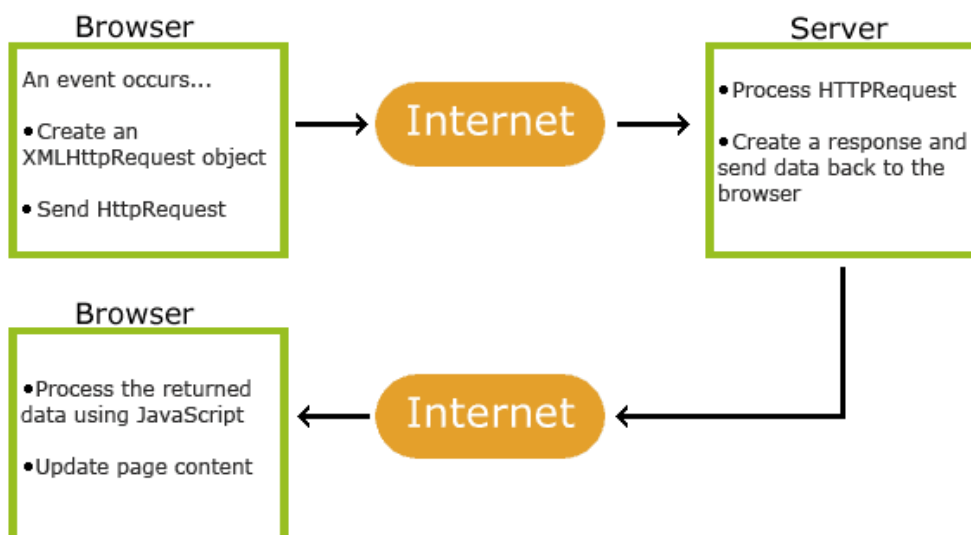 Browser
An event occurs...
•Create an
XMLHttpRequest object
•Send HttpRequest
Internet
Server
•Process HTTPRequest
•Create a response and
send data back to the
browser
Browser
•Process the returned
data using JavaScript
•Update page content
Internet